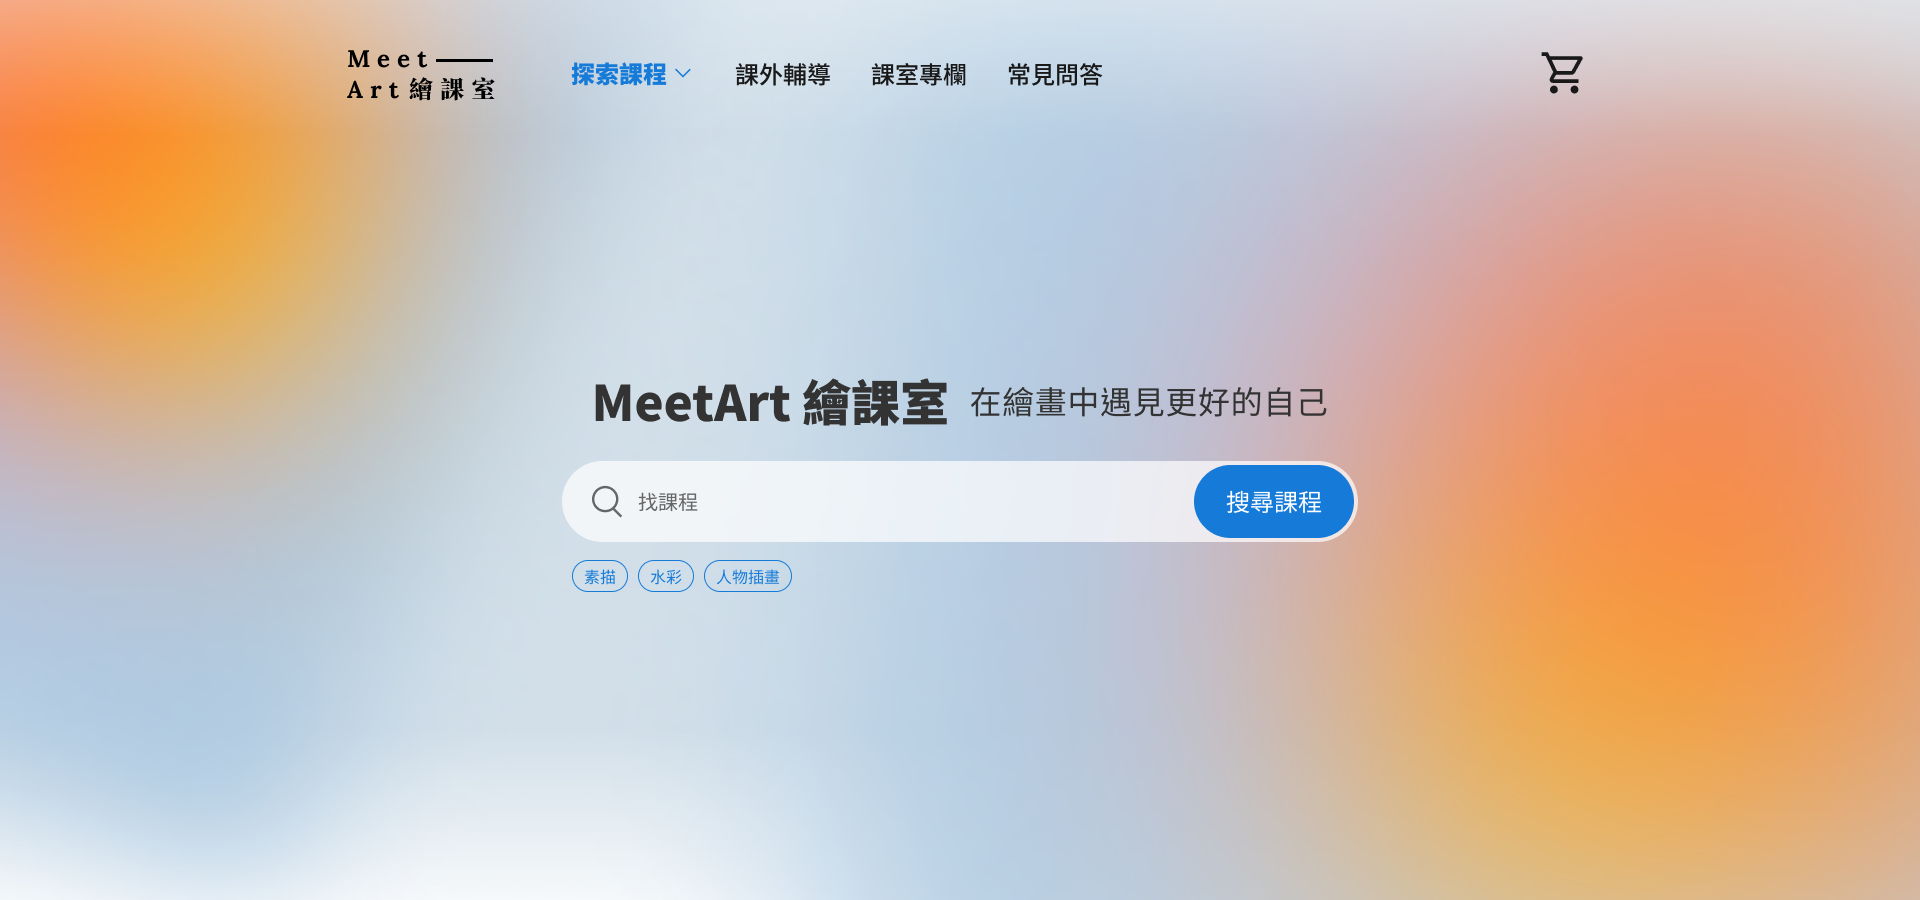 Meet
Art 繪課室
探索課程
課外輔導
課室專欄
常見問答
MeetArt 繪課室 在繪畫中遇見更好的自己
找課程
搜尋課程
素描
水彩
人物插畫